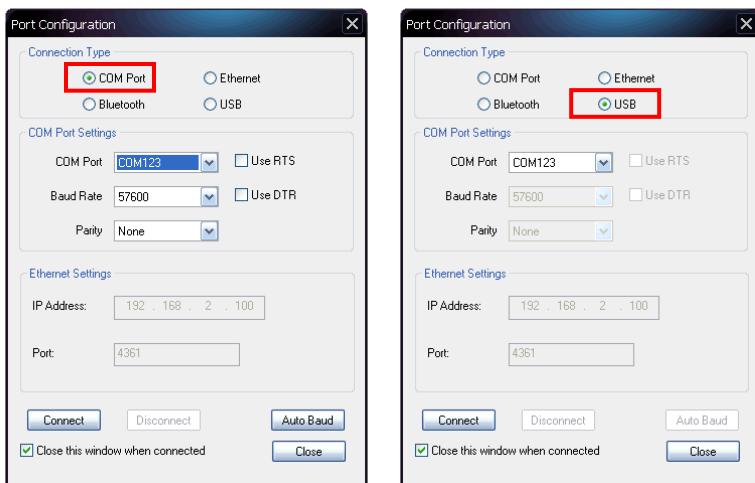 Port Configuration
Connection Type
COM Port Ethernet
Bluetooth USB
COM Port Settings
COM Port COM123 Use RTS
Baud Rate 57600 Use DTR
Parity None
Ethernet Settings
IP Address: 192 . 168 . 2 . 100
Port: 4361
Connect Disconnect Auto Baud
Close this window when connected Close
Port Configuration
Connection Type
COM Port Ethernet
Bluetooth USB
COM Port Settings
COM Port COM123 Use RTS
Baud Rate 57600 Use DTR
Parity None
Ethernet Settings
IP Address: 192 . 168 . 2 . 100
Port: 4361
Connect Disconnect Auto Baud
Close this window when connected Close